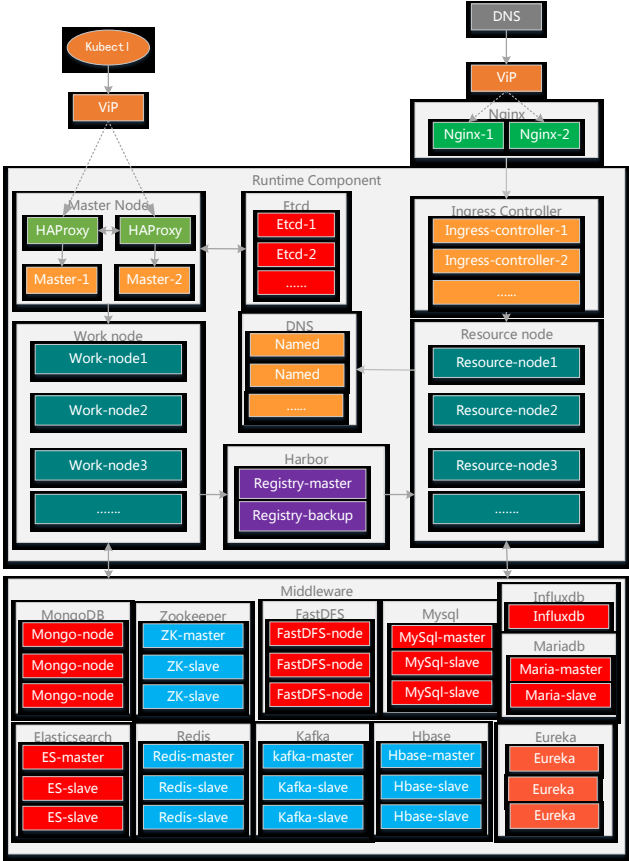 DNS
Kubectl
ViP
ViP
Nginx
Nginx-1
Nginx-2
Runtime Component
Master Node
HAProxy
HAProxy
Master-1
Master-2
Etcd
Etcd-1
Etcd-2
......
Ingress Controller
Ingress-controller-1
Ingress-controller-2
......
Work node
Work-node1
Work-node2
Work-node3
.......
DNS
Named
Named
......
Resource node
Resource-node1
Resource-node2
Resource-node3
.......
Harbor
Registry-master
Registry-backup
Middleware
MongoDB
Mongo-node
Mongo-node
Mongo-node
Zookeeper
ZK-master
ZK-slave
ZK-slave
FastDFS
FastDFS-node
FastDFS-node
FastDFS-node
Mysql
MySql-master
MySql-slave
MySql-slave
Influxdb
Influxdb
Mariadb
Maria-master
Maria-slave
Elasticsearch
ES-master
ES-slave
ES-slave
Redis
Redis-master
Redis-slave
Redis-slave
Kafka
kafka-master
Kafka-slave
Kafka-slave
Hbase
Hbase-master
Hbase-slave
Hbase-slave
Eureka
Eureka
Eureka
Eureka